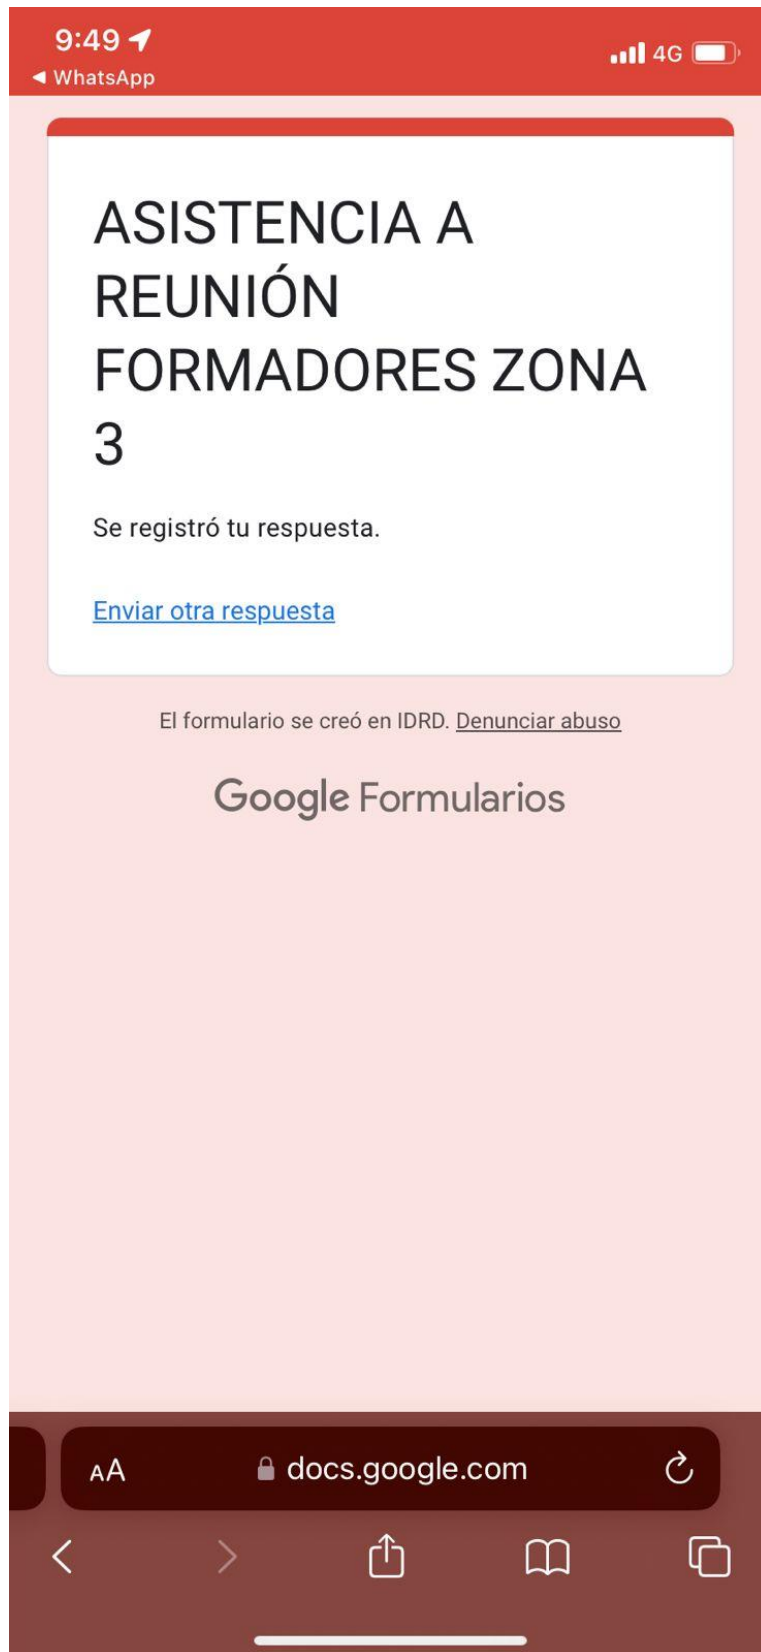 9:49
4G
WhatsApp
ASISTENCIA A
REUNIÓN
FORMADORES ZONA
3
Se registró tu respuesta.
Enviar otra respuesta
El formulario se creó en IDRD. Denunciar abuso
Google Formularios
AA docs.google.com